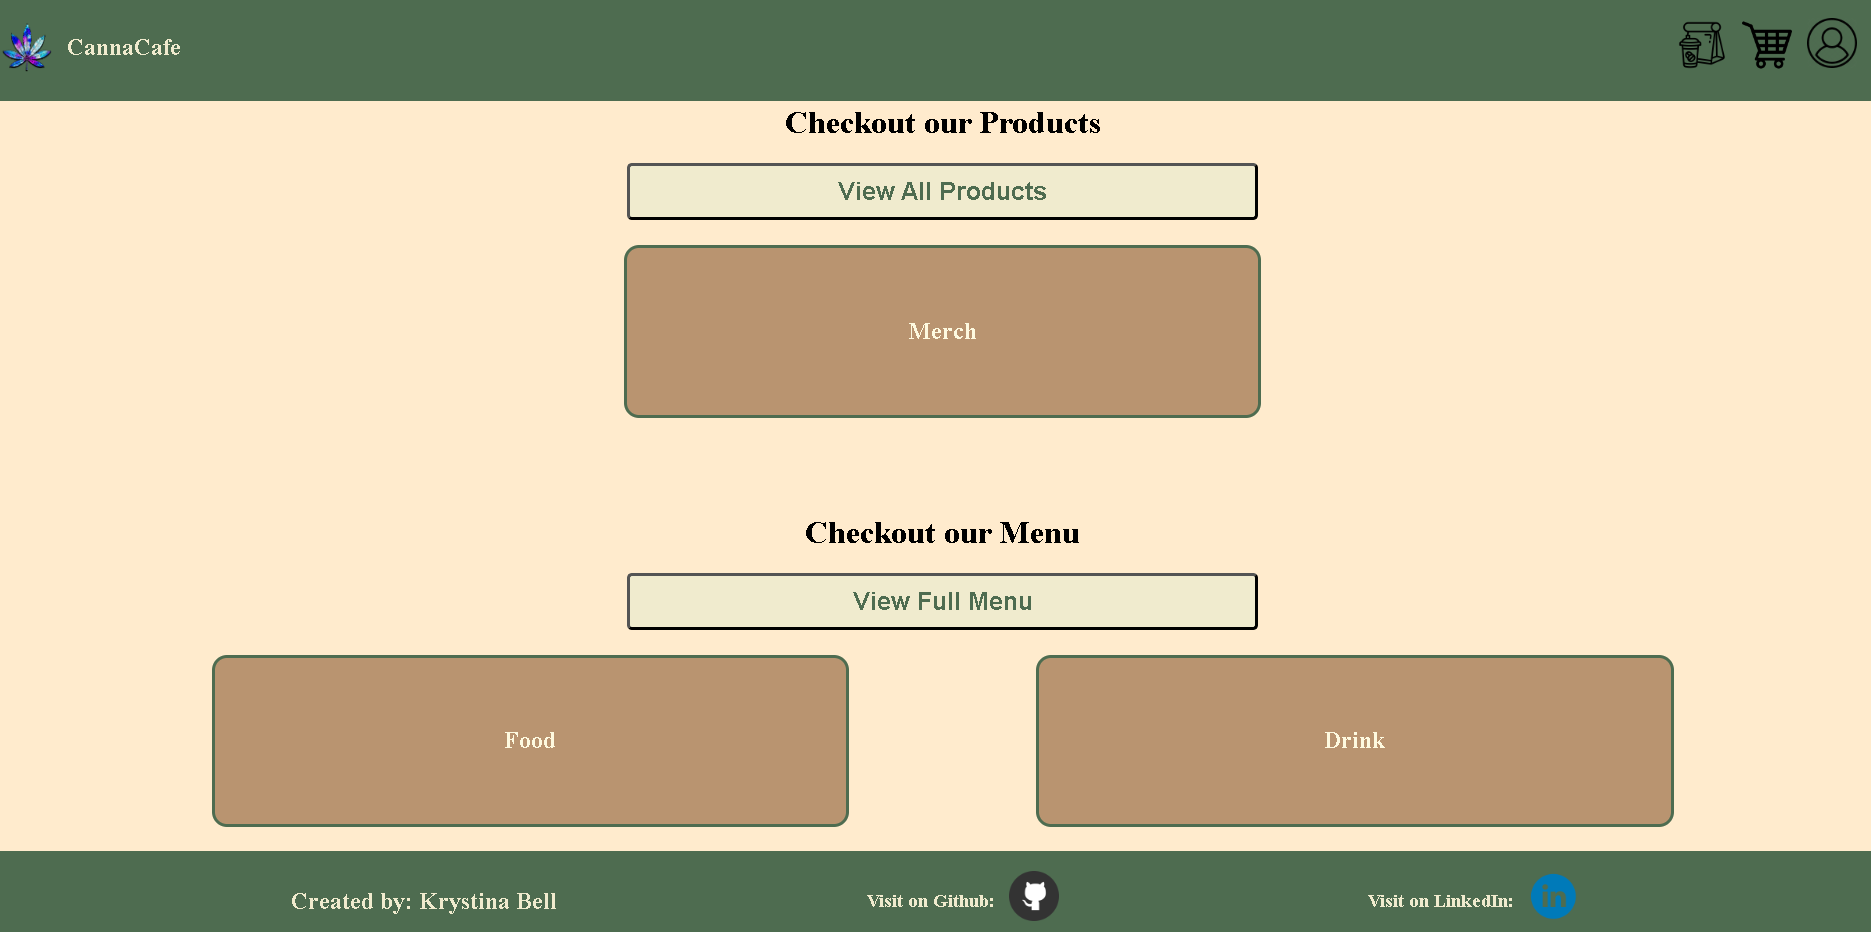 CannaCafe
Checkout our Products
View All Products
Merch
Checkout our Menu
View Full Menu
Food
Drink
Created by: Krystina Bell
Visit on Github:
Visit on LinkedIn:
in